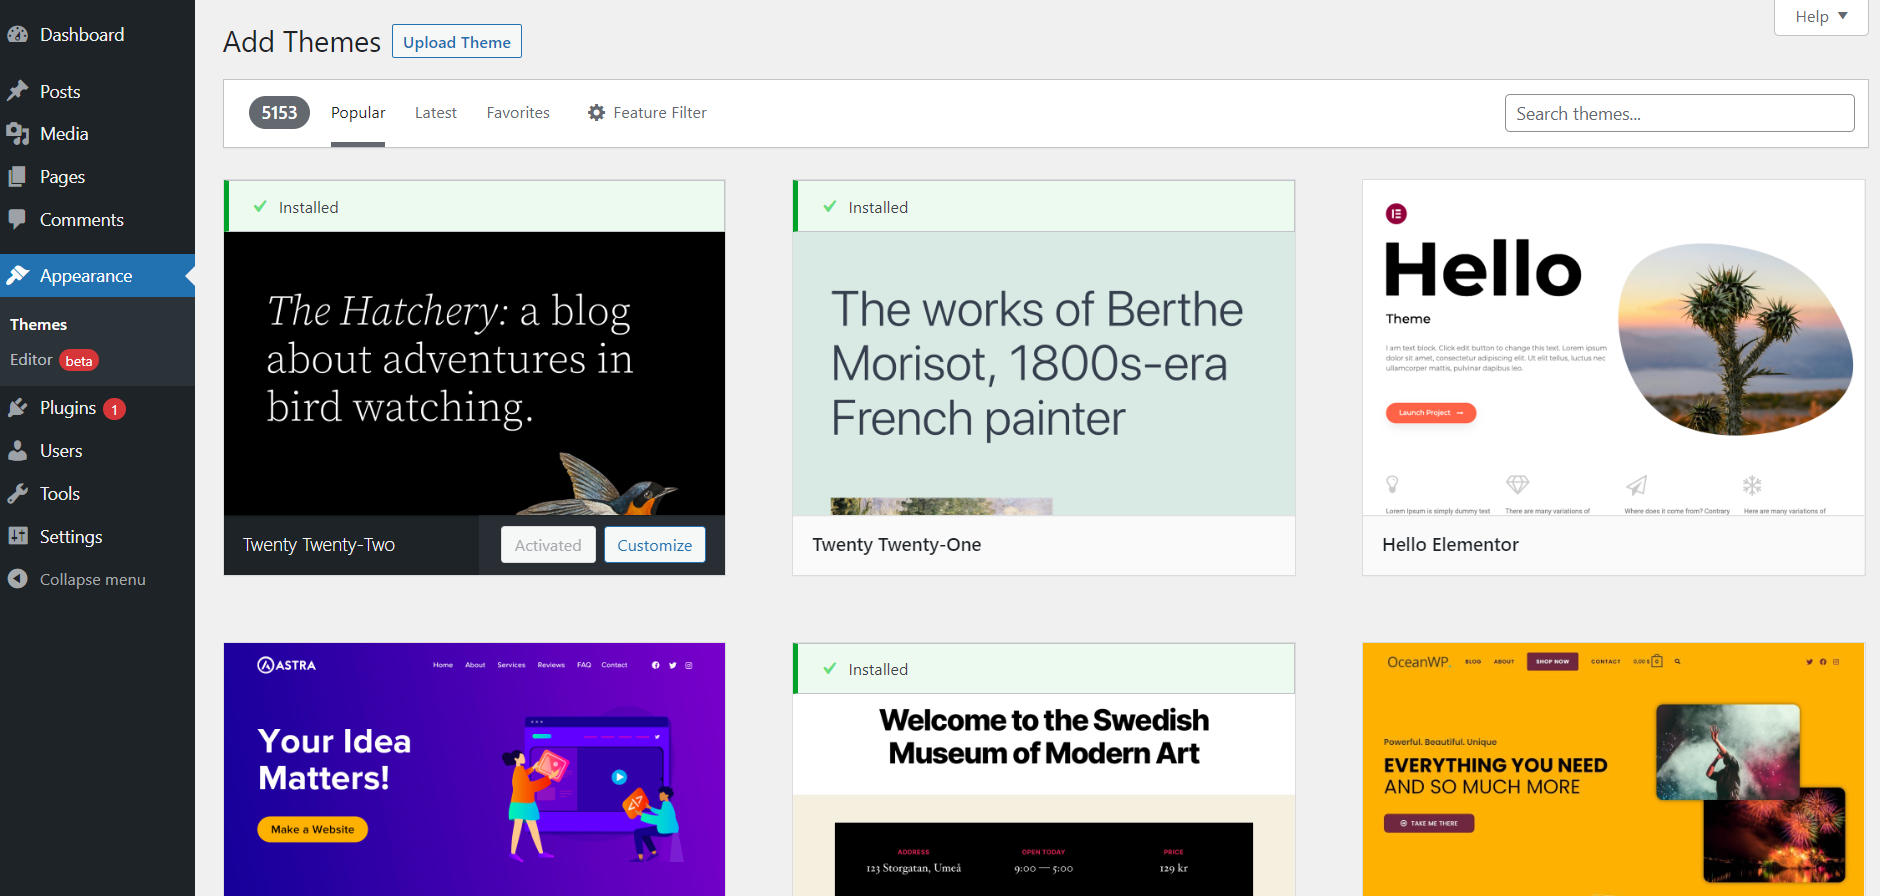 Dashboard
Posts
Media
Pages
Comments
Appearance
Themes
Editor beta
Plugins 1
Users
Tools
Settings
Collapse menu
Help
Add Themes
Upload Theme
5153 Popular Latest Favorites Feature Filter
Search themes...
Installed
The Hatchery: a blog
about adventures in
bird watching.
Twenty Twenty-Two
Activated
Customize
Installed
The works of Berthe
Morisot, 1800s-era
French painter
Twenty Twenty-One
Hello
Theme
I am text block. Click edit button to change this text. Lorem ipsum
dolor sit amet, consectetur adipiscing elit. Ut elit tellus, luctus nec
ullamcorper mattis, pulvinar dapibus leo.
Launch Project
Lorem Ipsum is simply dummy text
There are many variations of
Where does it come from? Contrary
Here are many variations of
Hello Elementor
ASTRA
Home About Services Reviews FAQ Contact
Your Idea
Matters!
Make a Website
Installed
Welcome to the Swedish
Museum of Modern Art
ADDRESS
123 Storgatan, Umeå
OPEN TODAY
9:00 — 5:00
PRICE
129 kr
OceanWP.
BLOG ABOUT SHOP NOW CONTACT 0,00 $ 0
Powerful. Beautiful. Unique
EVERYTHING YOU NEED
AND SO MUCH MORE
TAKE ME THERE